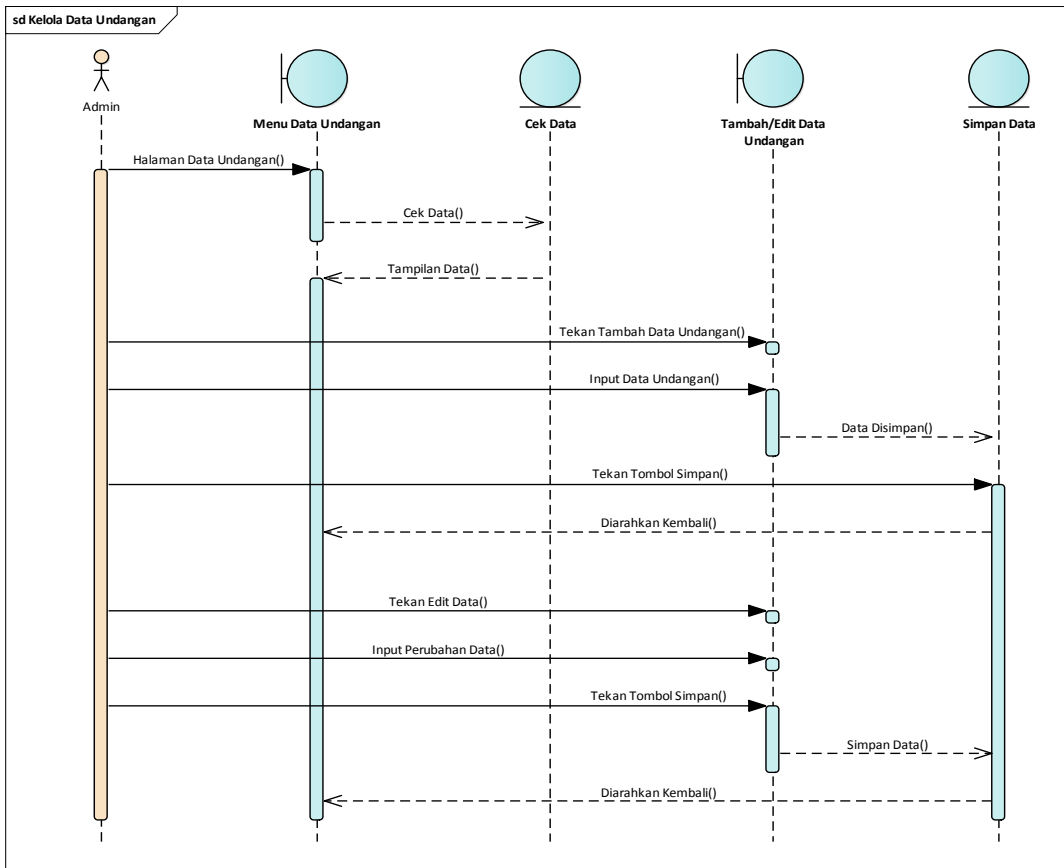 sd Kelola Data Undangan
Admin
Menu Data Undangan
Cek Data
Tambah/Edit Data
Undangan
Simpan Data
Halaman Data Undangan()
Cek Data()
Tampilan Data()
Tekan Tambah Data Undangan()
Input Data Undangan()
Data Disimpan()
Tekan Tombol Simpan()
Diarahkan Kembali()
Tekan Edit Data()
Input Perubahan Data()
Tekan Tombol Simpan()
Simpan Data()
Diarahkan Kembali()